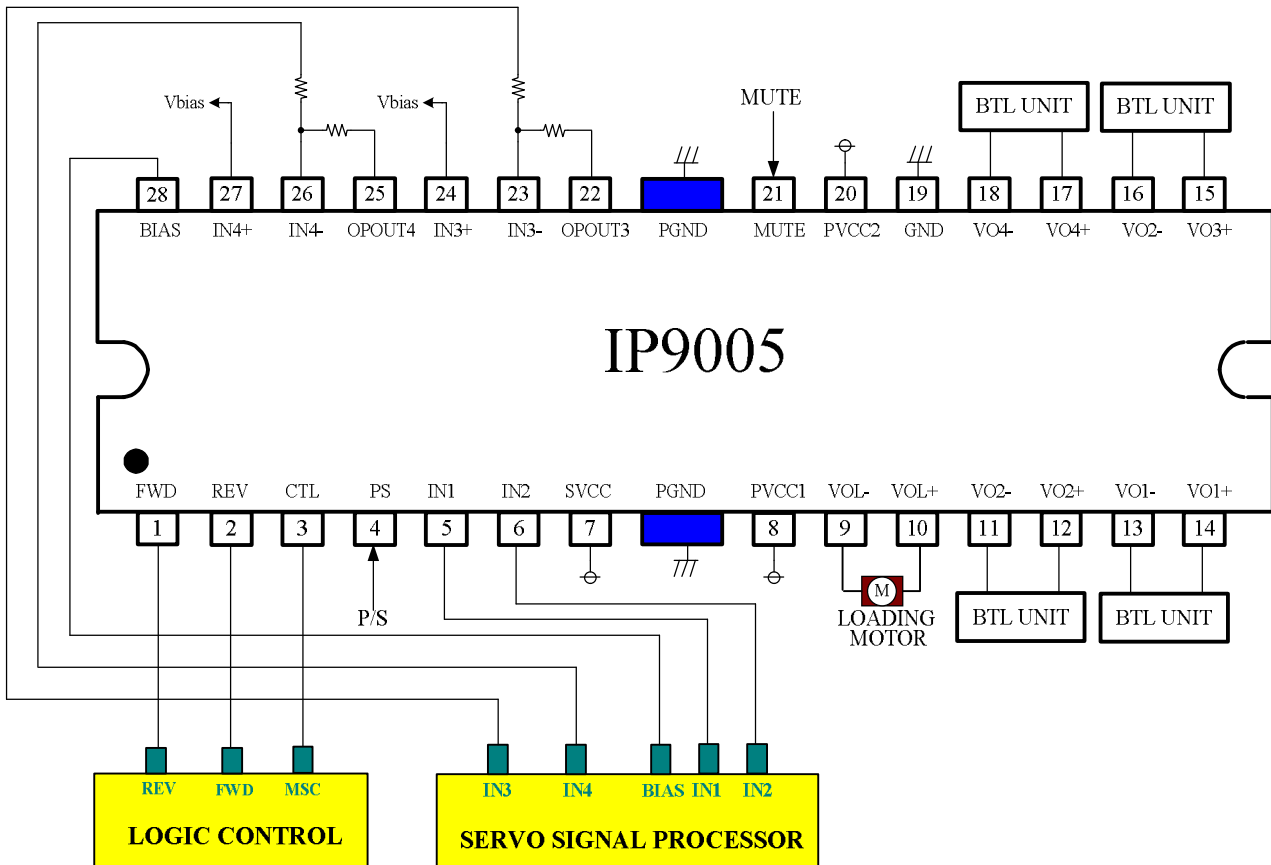 MUTE
BTL UNIT BTL UNIT
Vbias Vbias
28 27 26 25 24 23 22 21 20 19 18 17 16 15
BIAS IN4+ IN4- OPOUT4 IN3+ IN3- OPOUT3 PGND MUTE PVCC2 GND VO4- VO4+ VO2- VO3+
IP9005
FWD REV CTL PS IN1 IN2 SVCC PGND PVCC1 VOL- VOL+ VO2- VO2+ VO1- VO1+
1 2 3 4 5 6 7 8 9 10 11 12 13 14
M
P/S
LOADING
MOTOR
BTL UNIT BTL UNIT
REV FWD MSC
LOGIC CONTROL
IN3 IN4 BIAS IN1 IN2
SERVO SIGNAL PROCESSOR